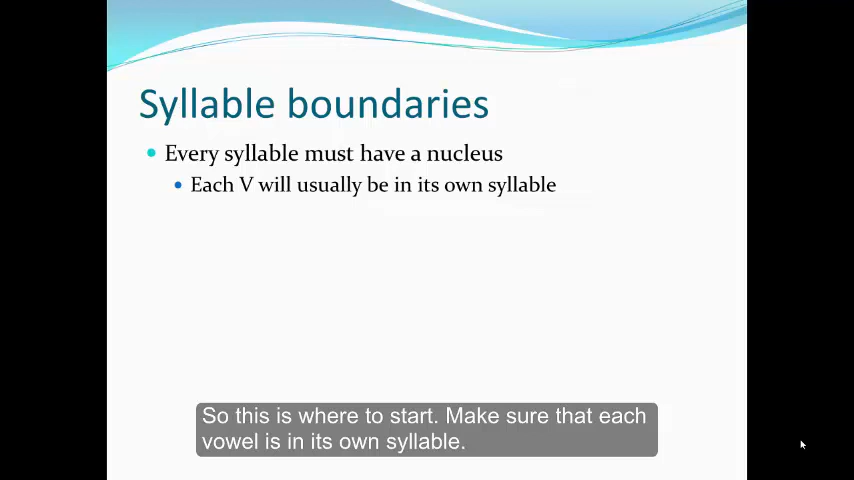 Syllable boundaries
Every syllable must have a nucleus
Each V will usually be in its own syllable
So this is where to start. Make sure that each
vowel is in its own syllable.